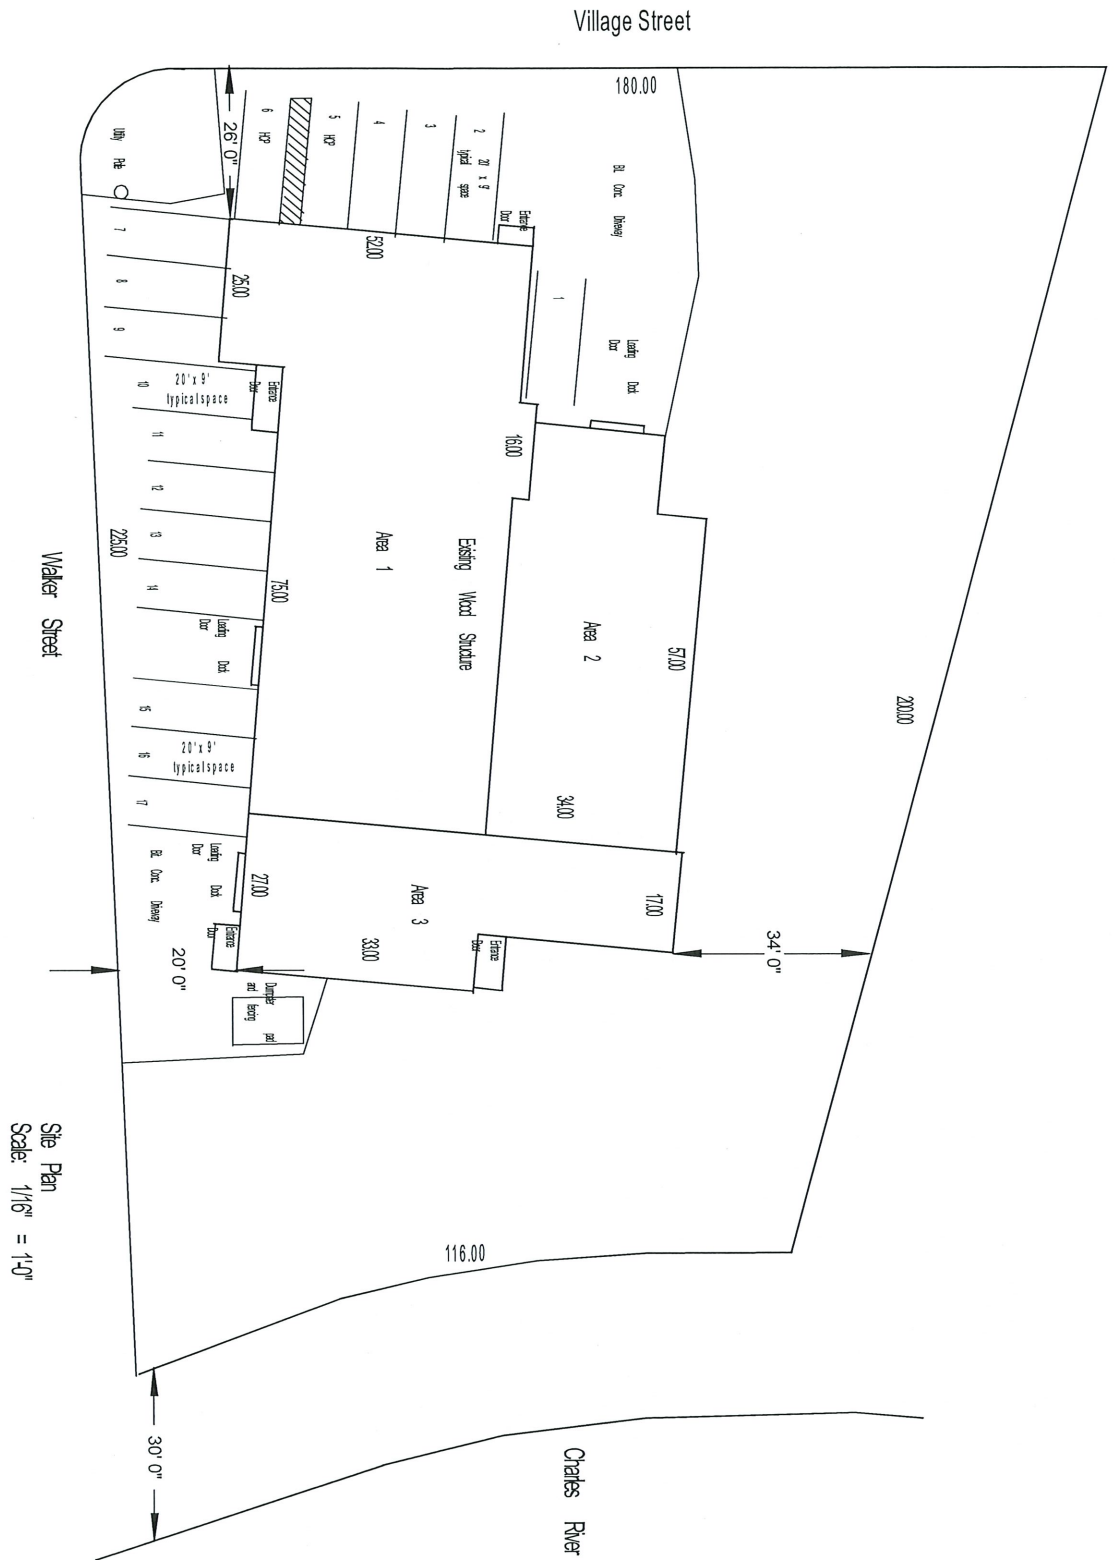 Village Street
180.00
26' 0"
6 HCP
5 HCP
4
3
2 20 x 9
typical space
Entrance
Door
Bit. Conc. Driveway
Utility Pole
52.00
25.00
7
8
9
10
20' x 9'
typical space
Entrance
Door
11
12
13
14
1
Loading Dock
Door
16.00
Area 1
Existing Wood Structure
Area 2
57.00
34.00
200.00
225.00
Walker Street
75.00
Loading Dock
Door
15
16
20' x 9'
typical space
17
Loading Dock
Door
Bit. Conc. Driveway
27.00
Area 3
17.00
33.00
Entrance
Door
Entrance
Door
34' 0"
20' 0"
Dumpster pad
and fencing
116.00
Site Plan
Scale: 1/16" = 1'-0"
30' 0"
Charles River